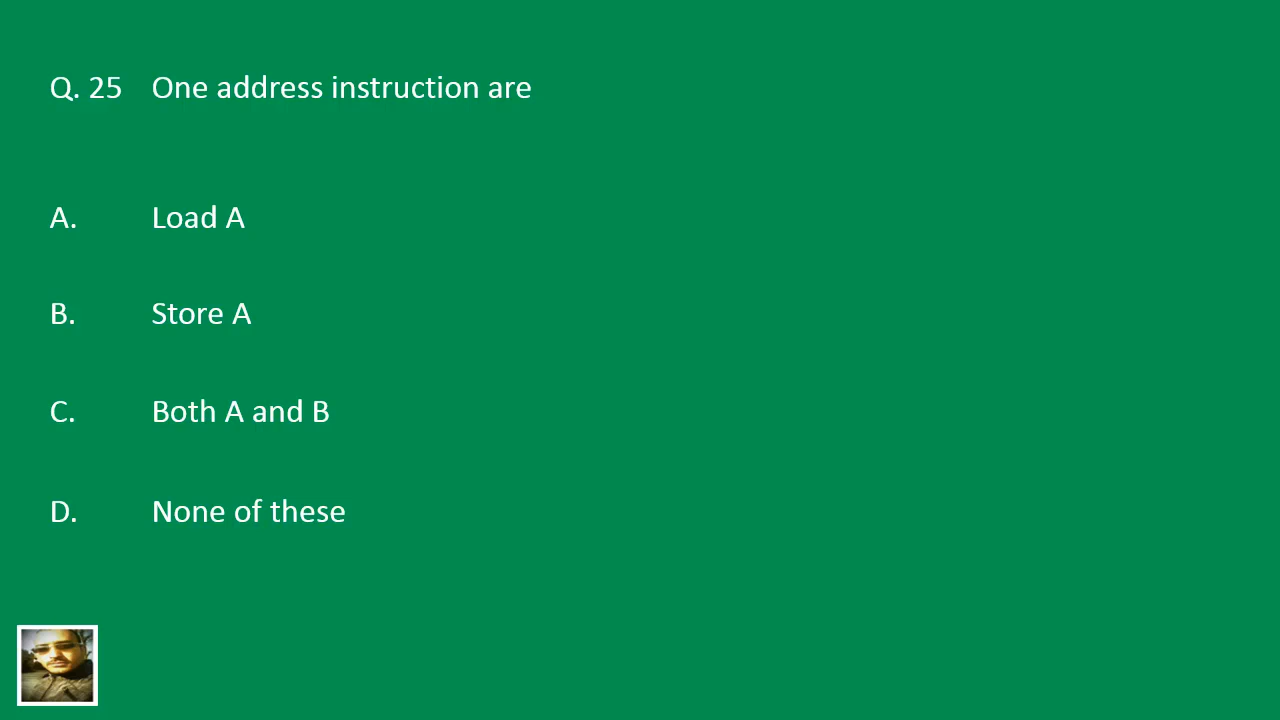 Q. 25 One address instruction are
A. Load A
B. Store A
C. Both A and B
D. None of these